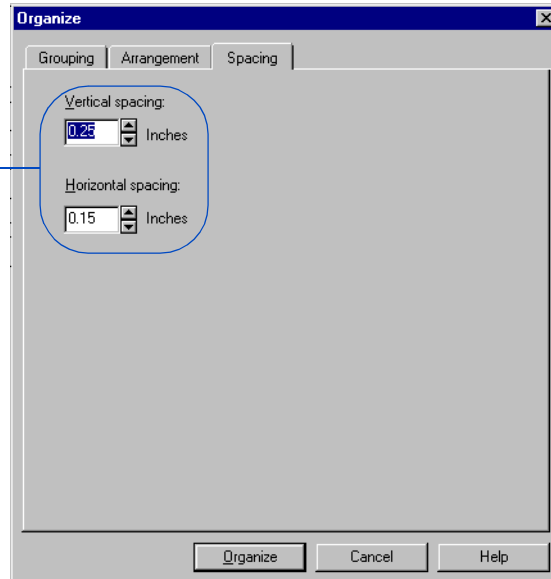 Organize
Grouping Arrangement Spacing
Vertical spacing:
0.25 Inches
Horizontal spacing:
0.15 Inches
Organize Cancel Help